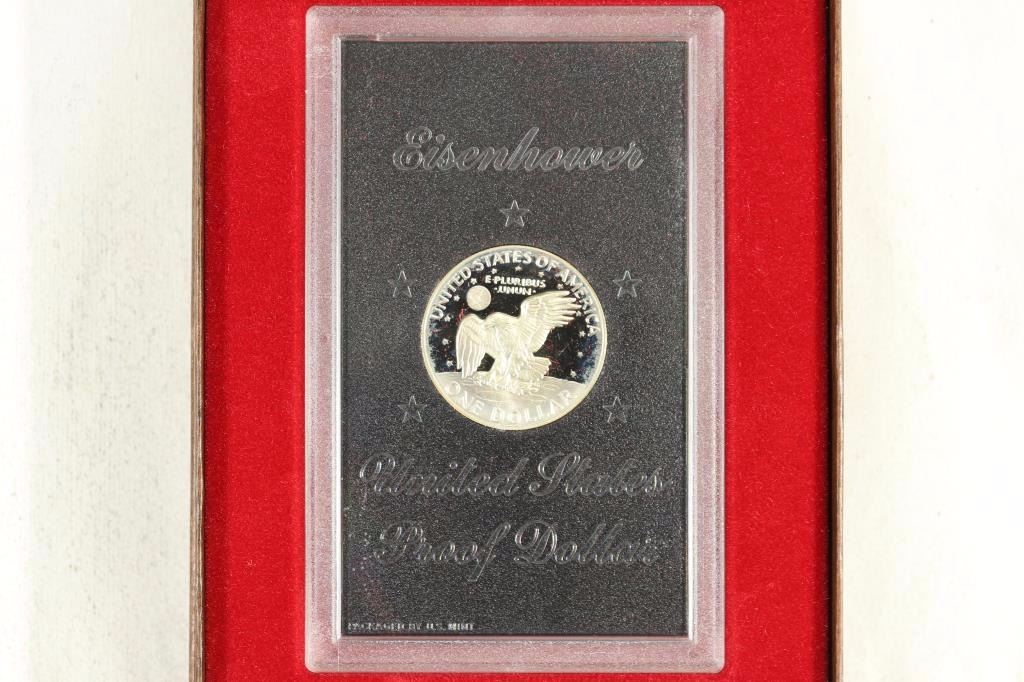 Eisenhower
UNITED STATES OF AMERICA
E·PLURIBUS
·UNUM·
ONE DOLLAR
United States
Proof Dollar
PACKAGED BY U.S. MINT